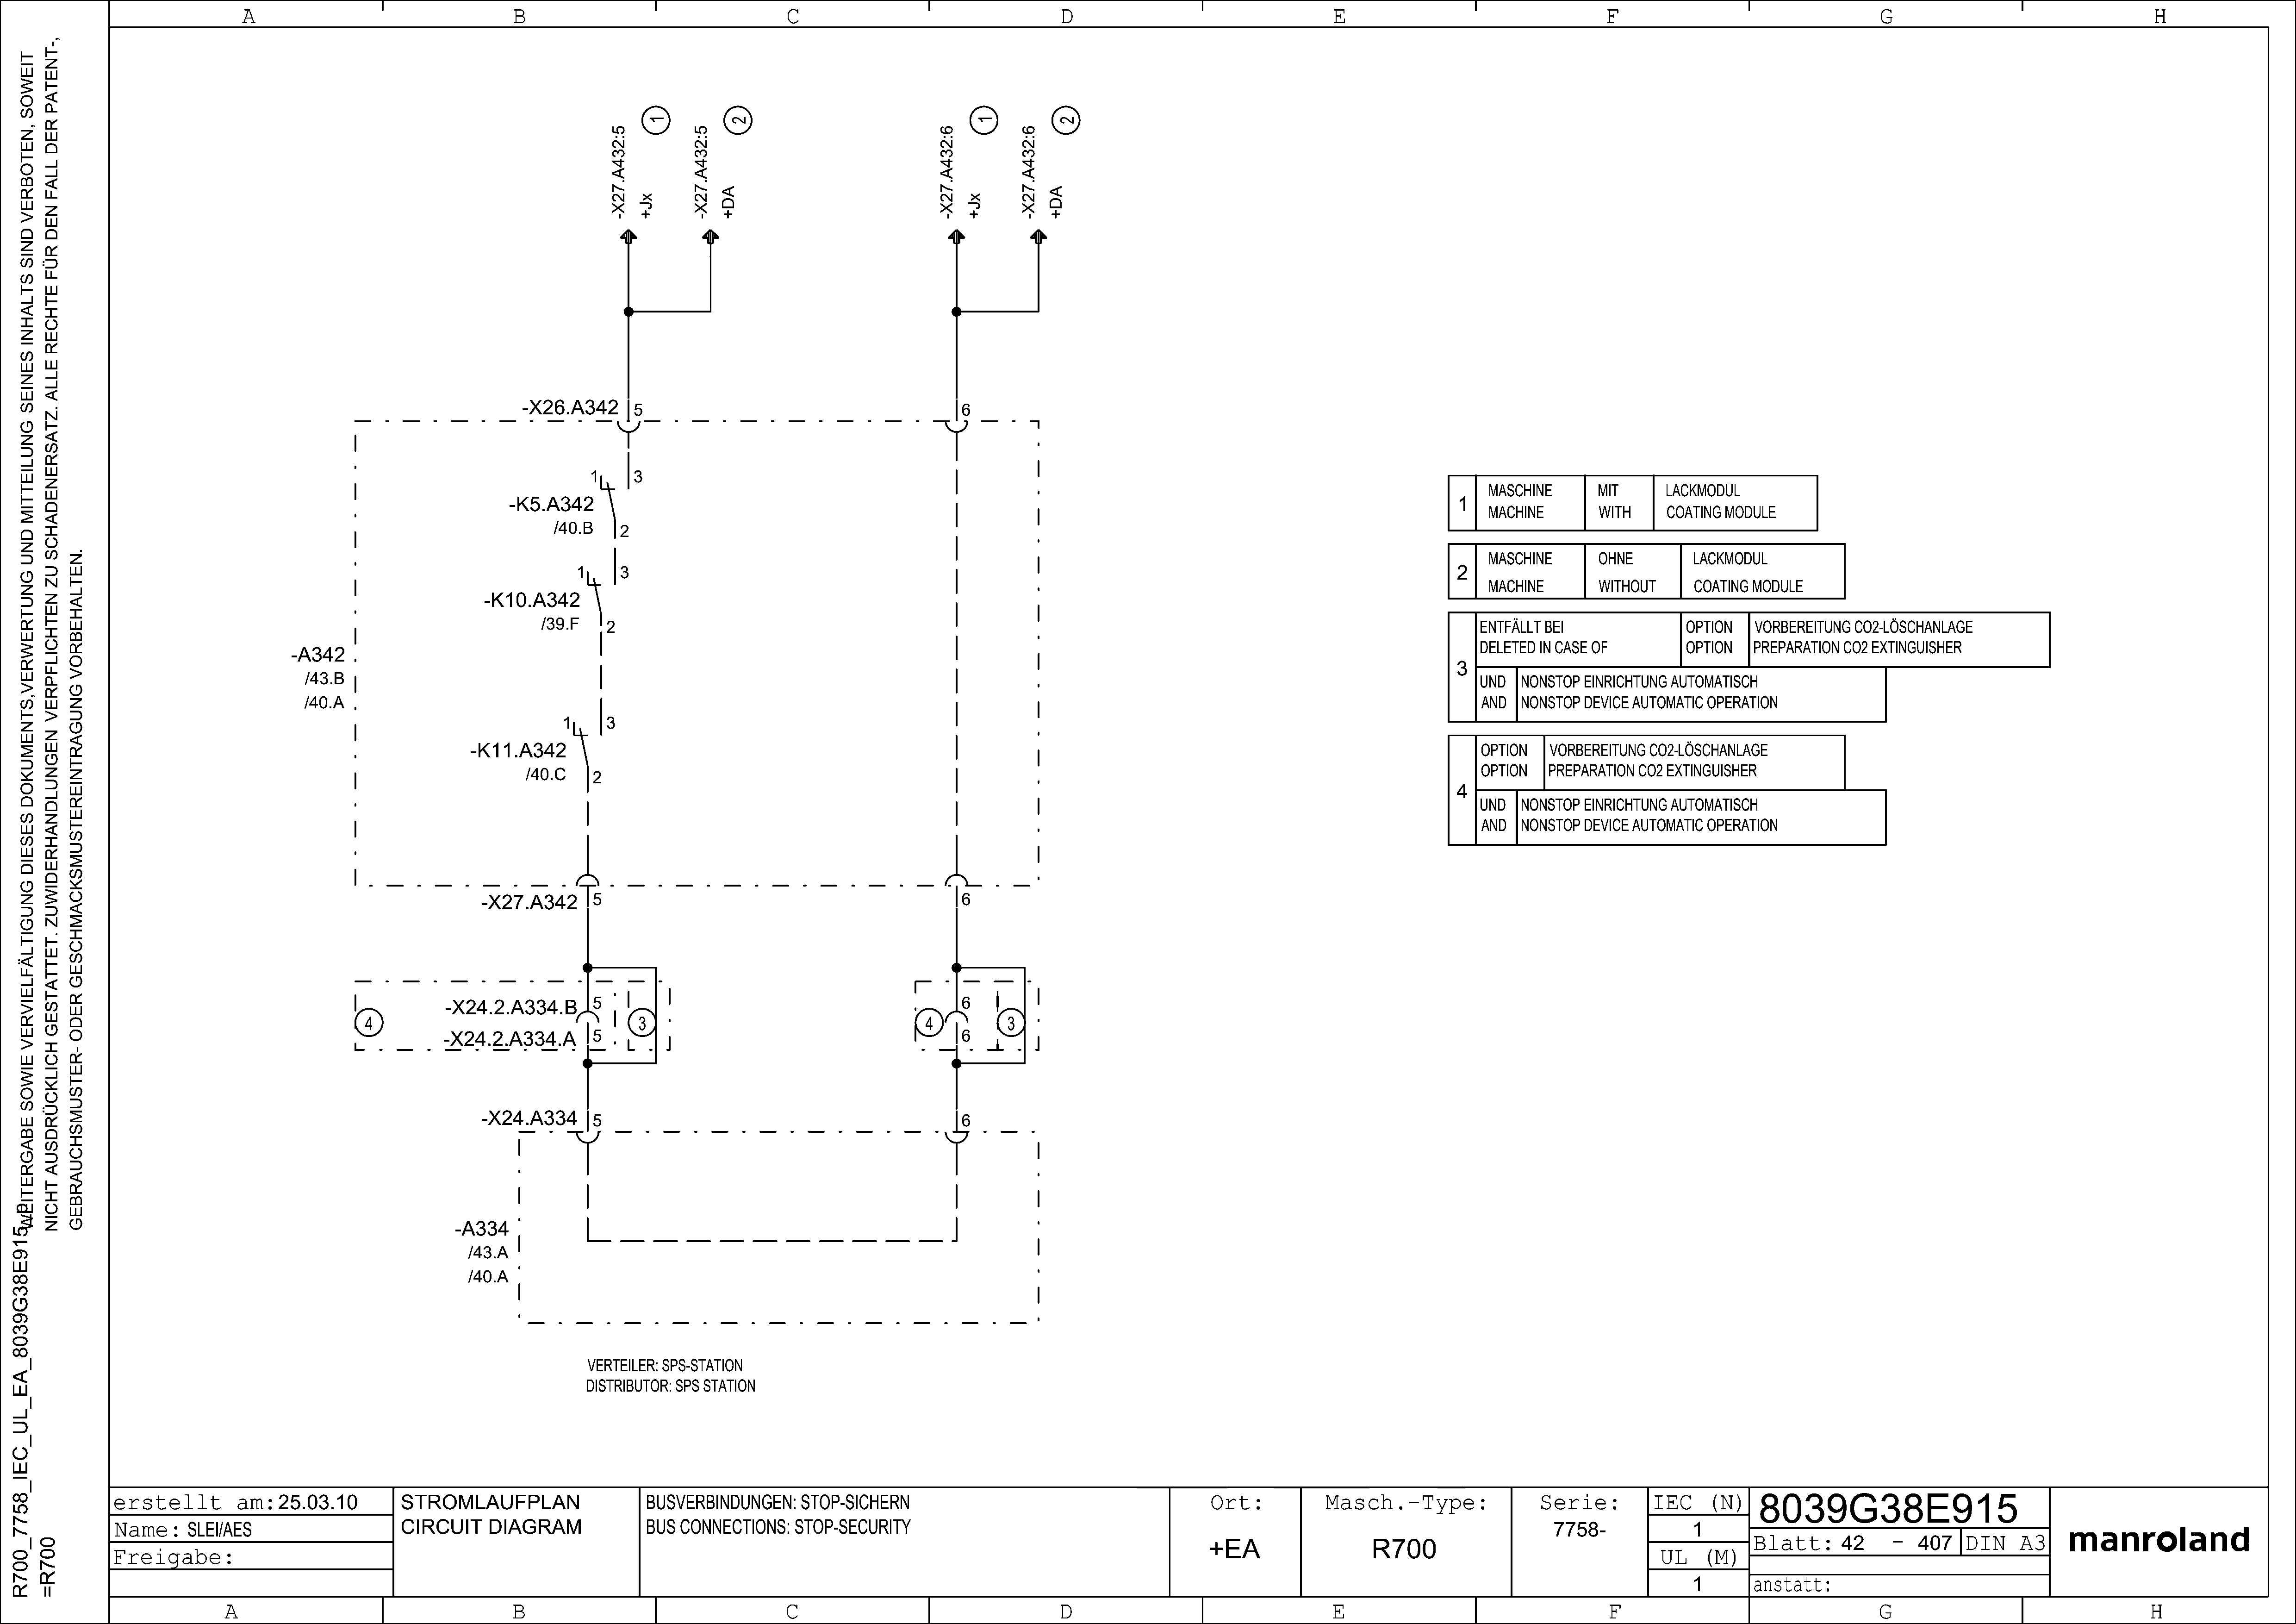 A B C D E F G H
WEITERGABE SOWIE VERVIELFÄLTIGUNG DIESES DOKUMENTS,VERWERTUNG UND MITTEILUNG SEINES INHALTS SIND VERBOTEN, SOWEIT
NICHT AUSDRÜCKLICH GESTATTET. ZUWIDERHANDLUNGEN VERPFLICHTEN ZU SCHADENERSATZ. ALLE RECHTE FÜR DEN FALL DER PATENT-,
GEBRAUCHSMUSTER- ODER GESCHMACKSMUSTEREINTRAGUNG VORBEHALTEN.
=R700
-X27.A432:5
+Jx
1
-X27.A432:5
+DA
2
-X27.A432:6
+Jx
1
-X27.A432:6
+DA
2
-X26.A342 5 6
1 3
-K5.A342
/40.B 2
1 3
-K10.A342
/39.F 2
-A342
/43.B
/40.A
1 3
-K11.A342
/40.C 2
-X27.A342 5 6
-X24.2.A334.B 5 6
4 3 4 3
-X24.2.A334.A 5 6
-X24.A334 5 6
-A334
/43.A
/40.A
VERTEILER: SPS-STATION
DISTRIBUTOR: SPS STATION
1
MASCHINE MIT LACKMODUL
MACHINE WITH COATING MODULE
2
MASCHINE OHNE LACKMODUL
MACHINE WITHOUT COATING MODULE
3
ENTFÄLLT BEI OPTION VORBEREITUNG CO2-LÖSCHANLAGE
DELETED IN CASE OF OPTION PREPARATION CO2 EXTINGUISHER
UND NONSTOP EINRICHTUNG AUTOMATISCH
AND NONSTOP DEVICE AUTOMATIC OPERATION
4
OPTION VORBEREITUNG CO2-LÖSCHANLAGE
OPTION PREPARATION CO2 EXTINGUISHER
UND NONSTOP EINRICHTUNG AUTOMATISCH
AND NONSTOP DEVICE AUTOMATIC OPERATION
erstellt am: 25.03.10
Name: SLEI/AES
Freigabe:
STROMLAUFPLAN
CIRCUIT DIAGRAM
BUSVERBINDUNGEN: STOP-SICHERN
BUS CONNECTIONS: STOP-SECURITY
Ort:
+EA
Masch.-Type:
R700
Serie:
7758-
IEC (N)
1
UL (M)
1
8039G38E915
Blatt: 42 - 407 DIN A3
anstatt:
manroland
A B C D E F G H